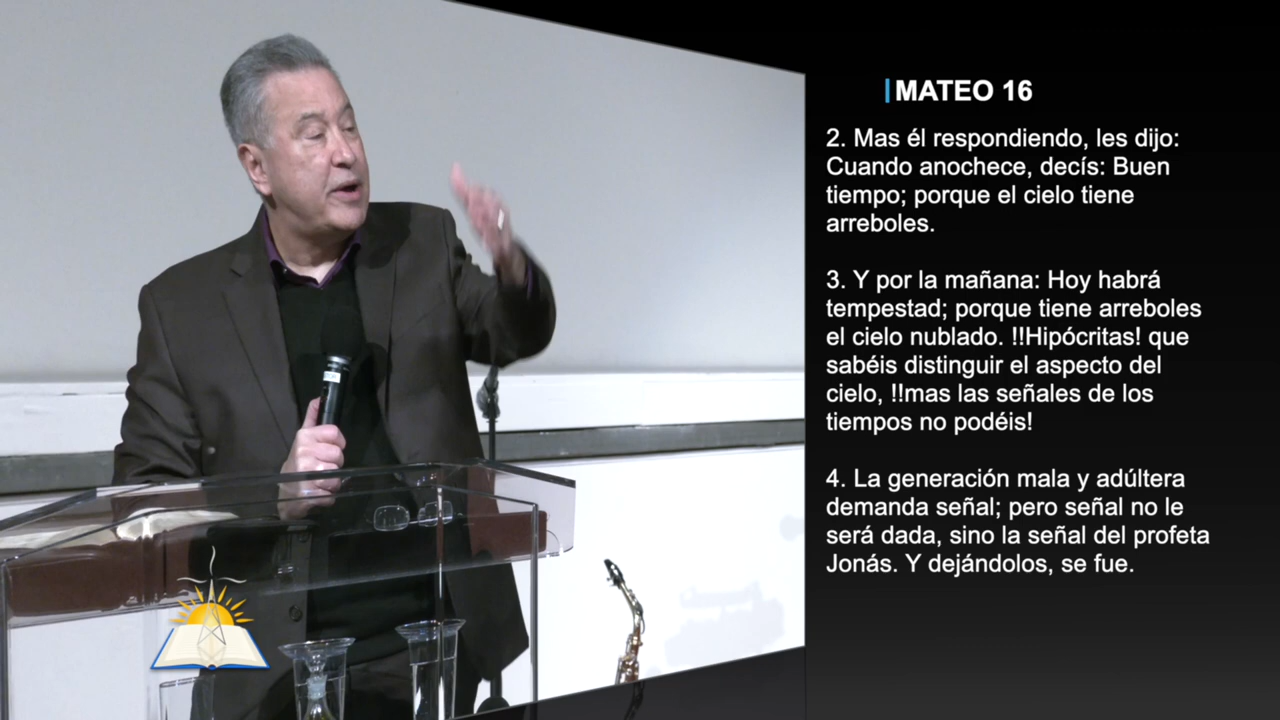 MATEO 16
2. Mas él respondiendo, les dijo:
Cuando anochece, decís: Buen
tiempo; porque el cielo tiene
arreboles.
3. Y por la mañana: Hoy habrá
tempestad; porque tiene arreboles
el cielo nublado. !!Hipócritas! que
sabéis distinguir el aspecto del
cielo, !!mas las señales de los
tiempos no podéis!
4. La generación mala y adúltera
demanda señal; pero señal no le
será dada, sino la señal del profeta
Jonás. Y dejándolos, se fue.